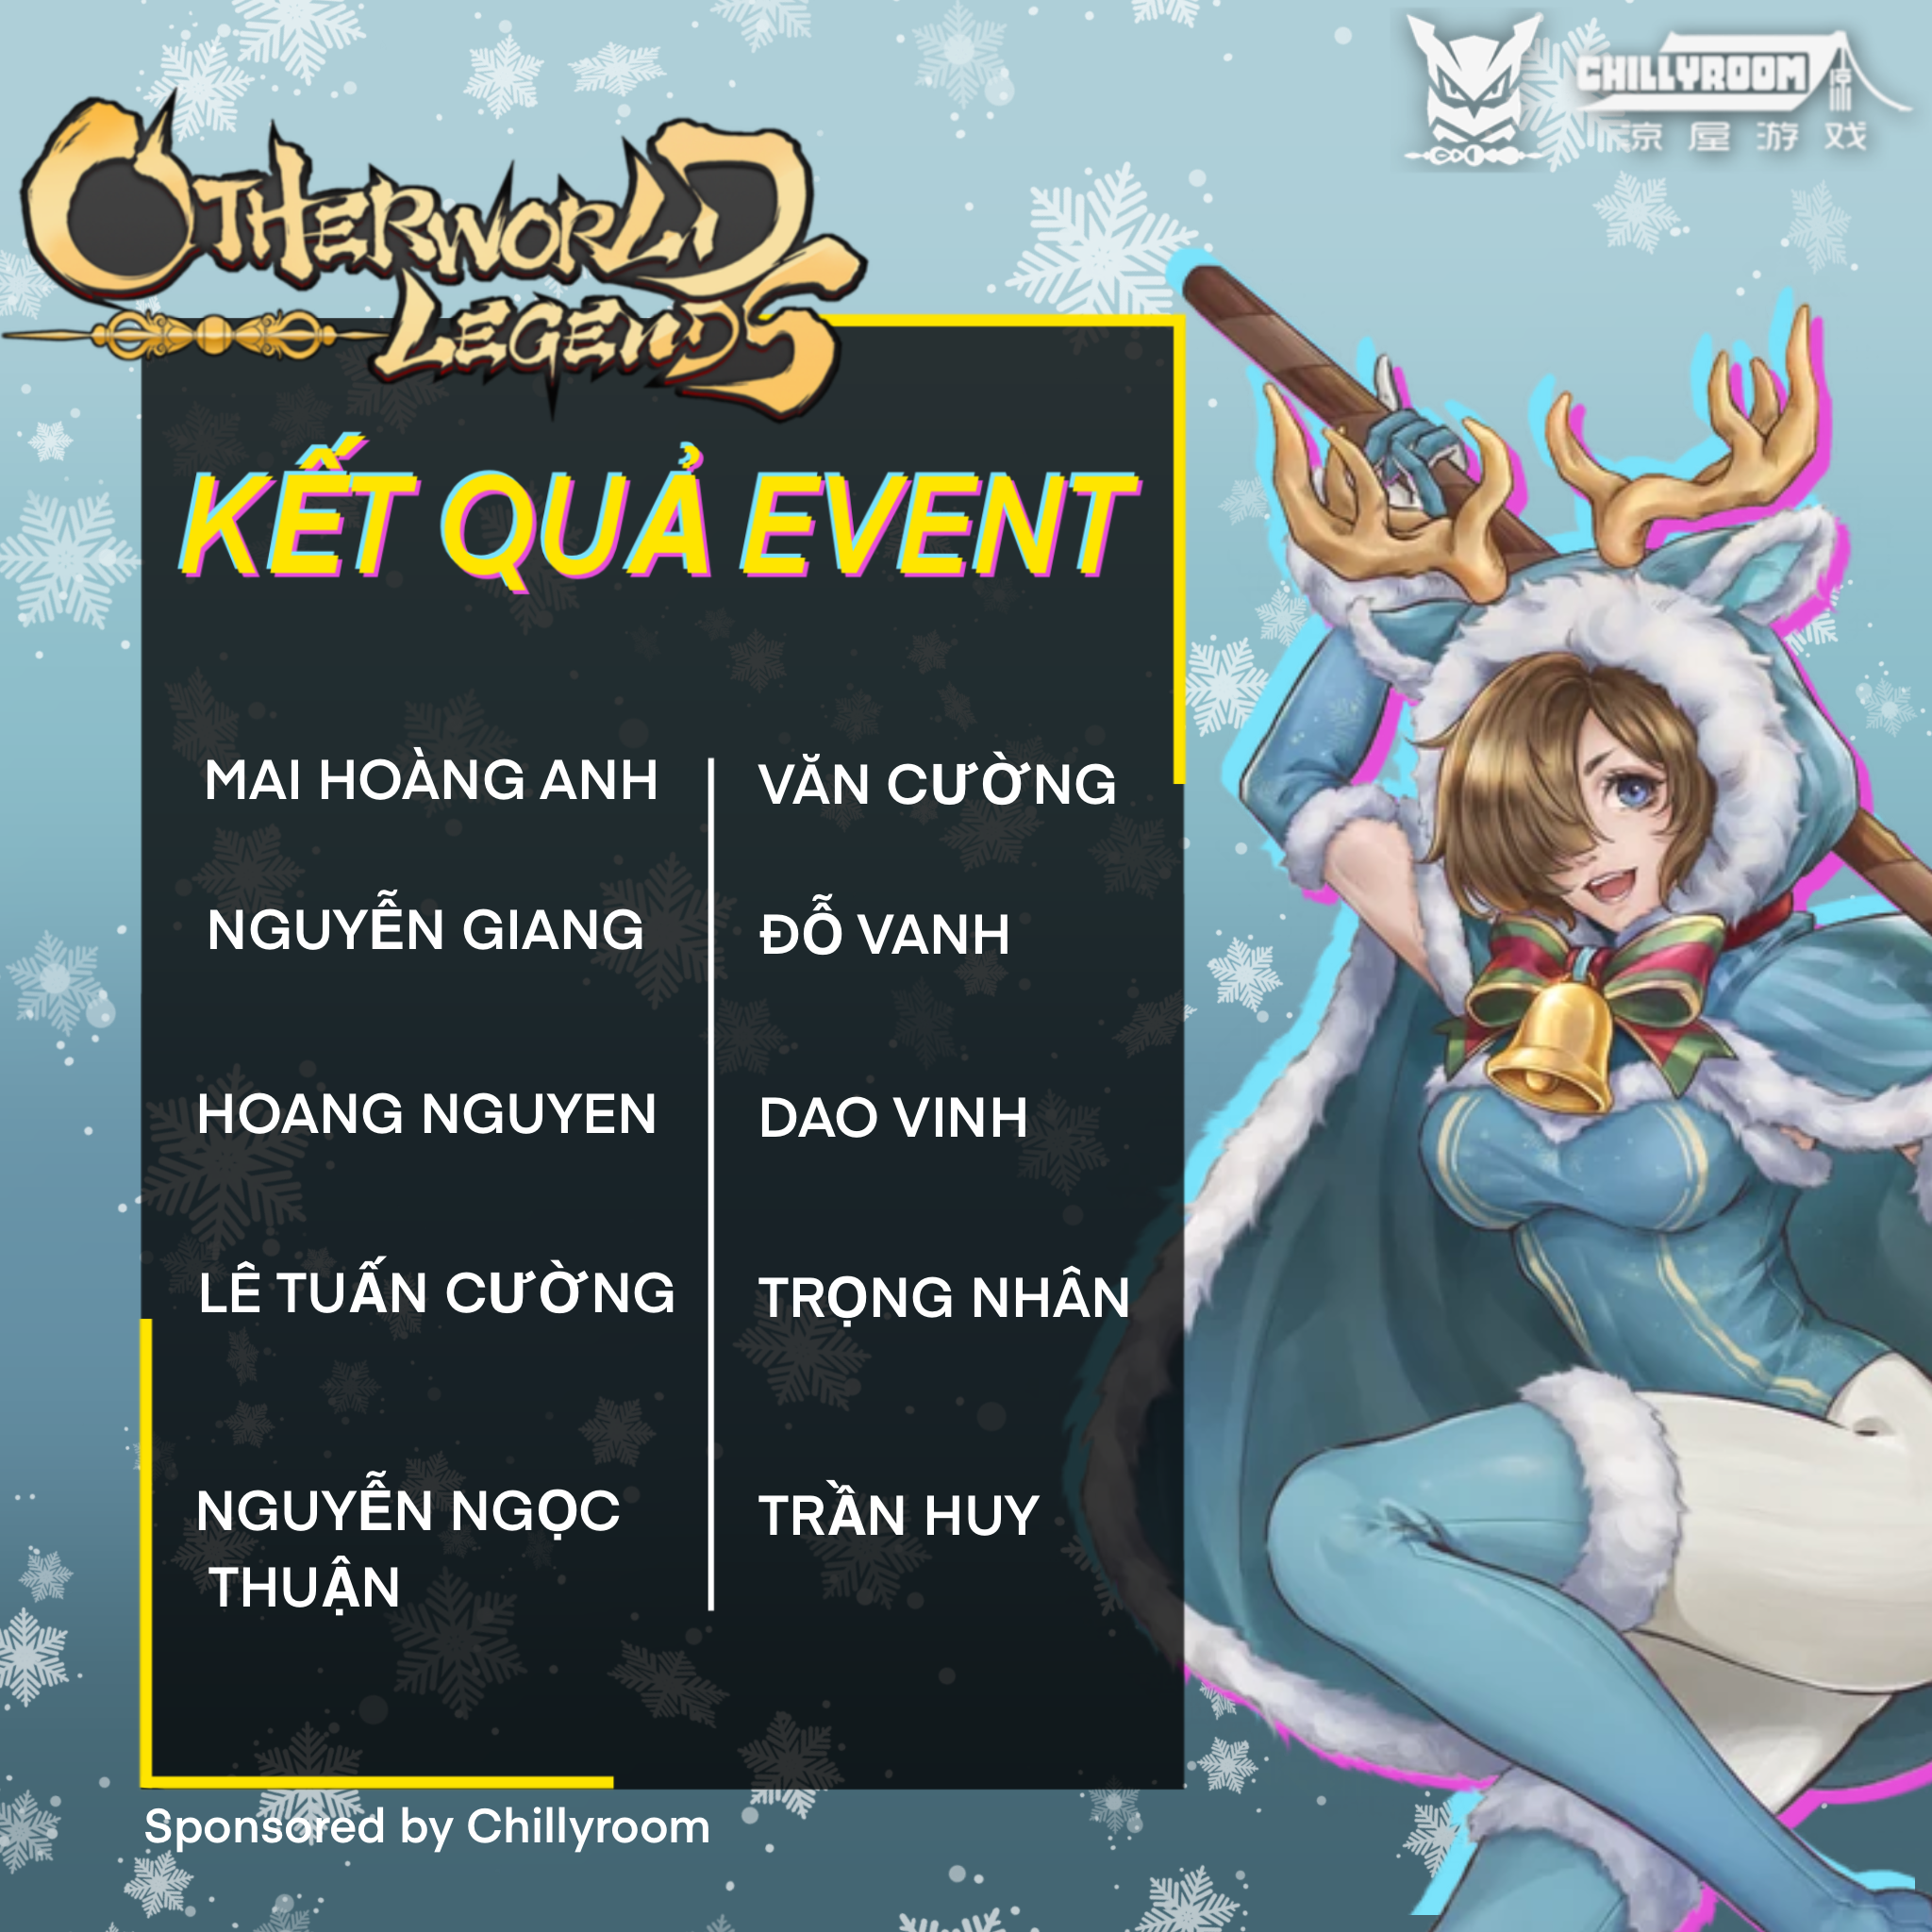 CHILLYROOM
凉屋游戏
OTHERWORLD
LEGENDS
KẾT QUẢ EVENT
MAI HOÀNG ANH
NGUYỄN GIANG
HOANG NGUYEN
LÊ TUẤN CƯỜNG
NGUYỄN NGỌC
THUẬN
VĂN CƯỜNG
ĐỖ VANH
DAO VINH
TRỌNG NHÂN
TRẦN HUY
Sponsored by Chillyroom